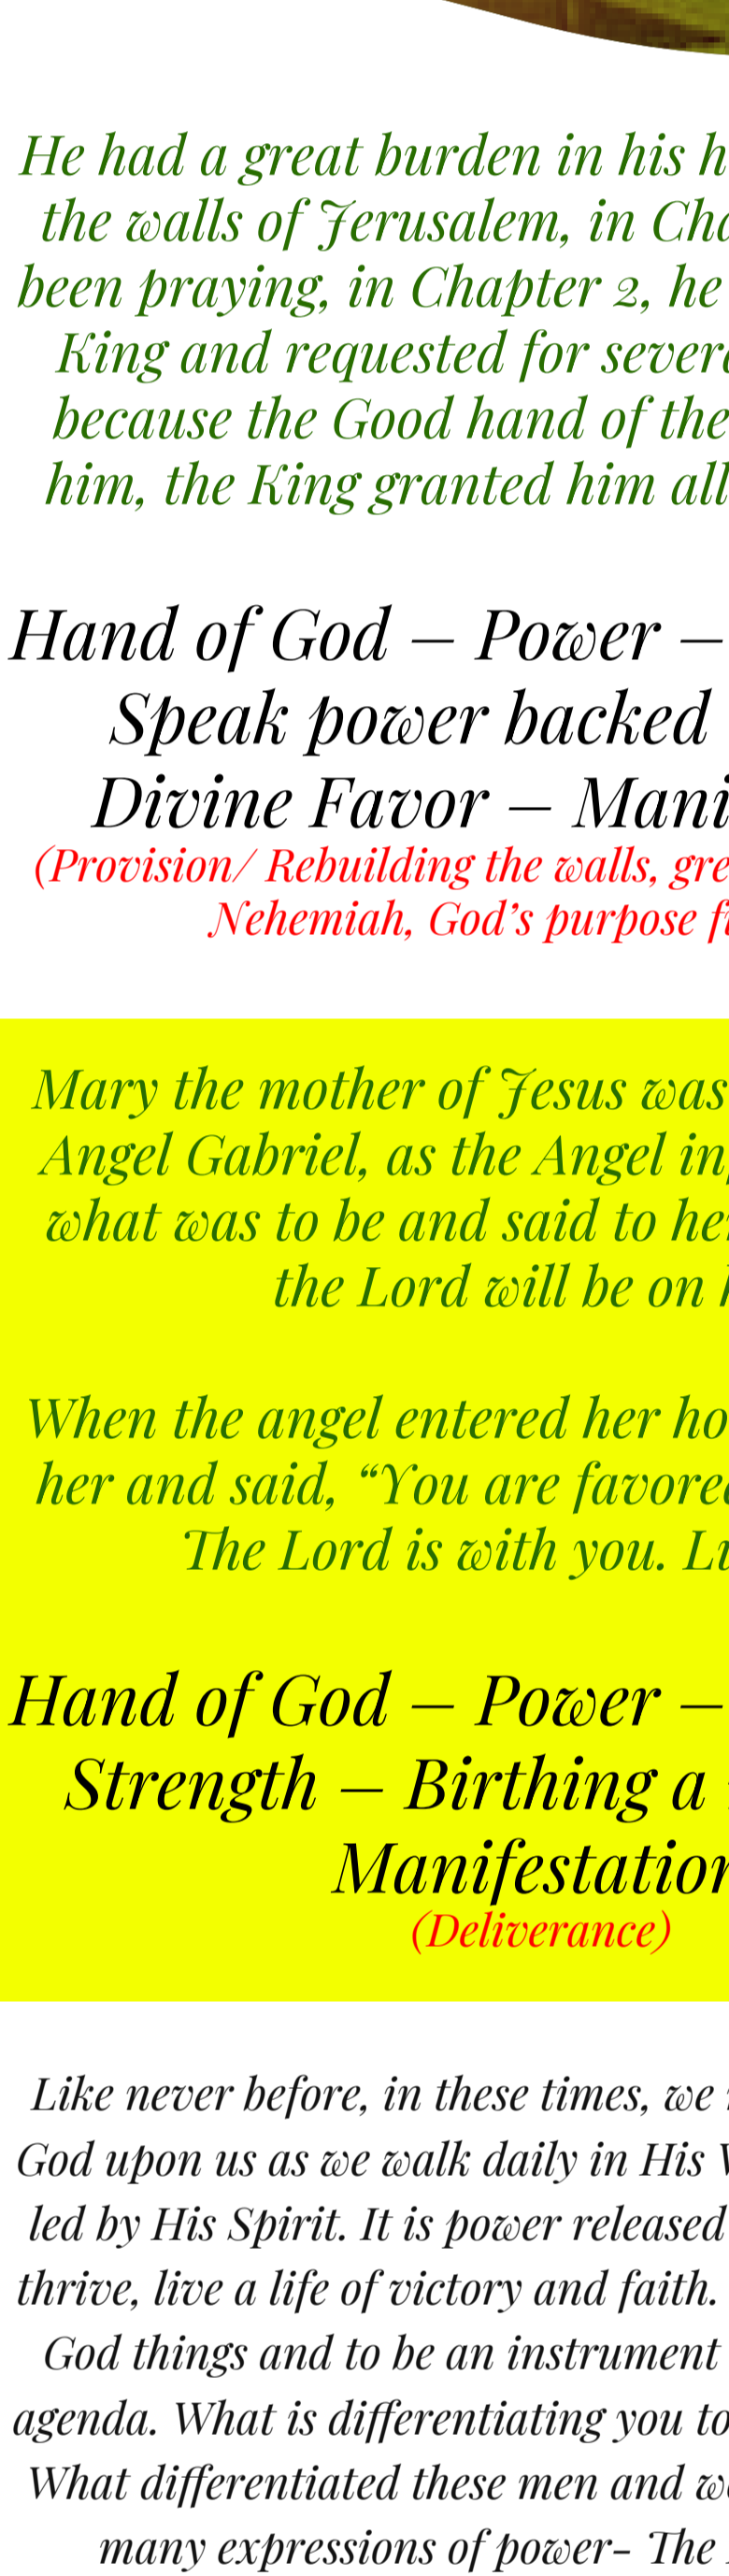 He had a great burden in his h
the walls of Jerusalem, in Cha
been praying, in Chapter 2, he
King and requested for severa
because the Good hand of the
him, the King granted him all
Hand of God – Power –
Speak power backed
Divine Favor – Mani
(Provision/ Rebuilding the walls, gre
Nehemiah, God's purpose fu
Mary the mother of Jesus was
Angel Gabriel, as the Angel in
what was to be and said to her
the Lord will be on
When the angel entered her ho
her and said, “You are favored
The Lord is with you. Lu
Hand of God – Power –
Strength – Birthing a
Manifestation
(Deliverance)
Like never before, in these times, we
God upon us as we walk daily in His W
led by His Spirit. It is power released
thrive, live a life of victory and faith.
God things and to be an instrument
agenda. What is differentiating you to
What differentiated these men and wo
many expressions of power- The